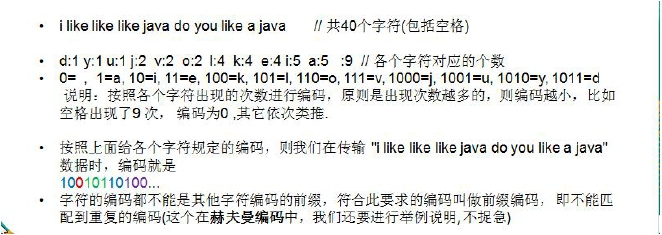 • i like like like java do you like a java // 共40个字符(包括空格)
• d:1 y:1 u:1 j:2 v:2 o:2 l:4 k:4 e:4 i:5 a:5 :9 // 各个字符对应的个数
• 0= , 1=a, 10=i, 11=e, 100=k, 101=l, 110=o, 111=v, 1000=j, 1001=u, 1010=y, 1011=d
说明：按照各个字符出现的次数进行编码，原则是出现次数越多的，则编码越小，比如
空格出现了9 次， 编码为0 ,其它依次类推.
• 按照上面给各个字符规定的编码，则我们在传输 "i like like like java do you like a java"
数据时，编码就是
10010110100...
• 字符的编码都不能是其他字符编码的前缀，符合此要求的编码叫做前缀编码， 即不能匹
配到重复的编码(这个在赫夫曼编码中，我们还要进行举例说明, 不捉急)